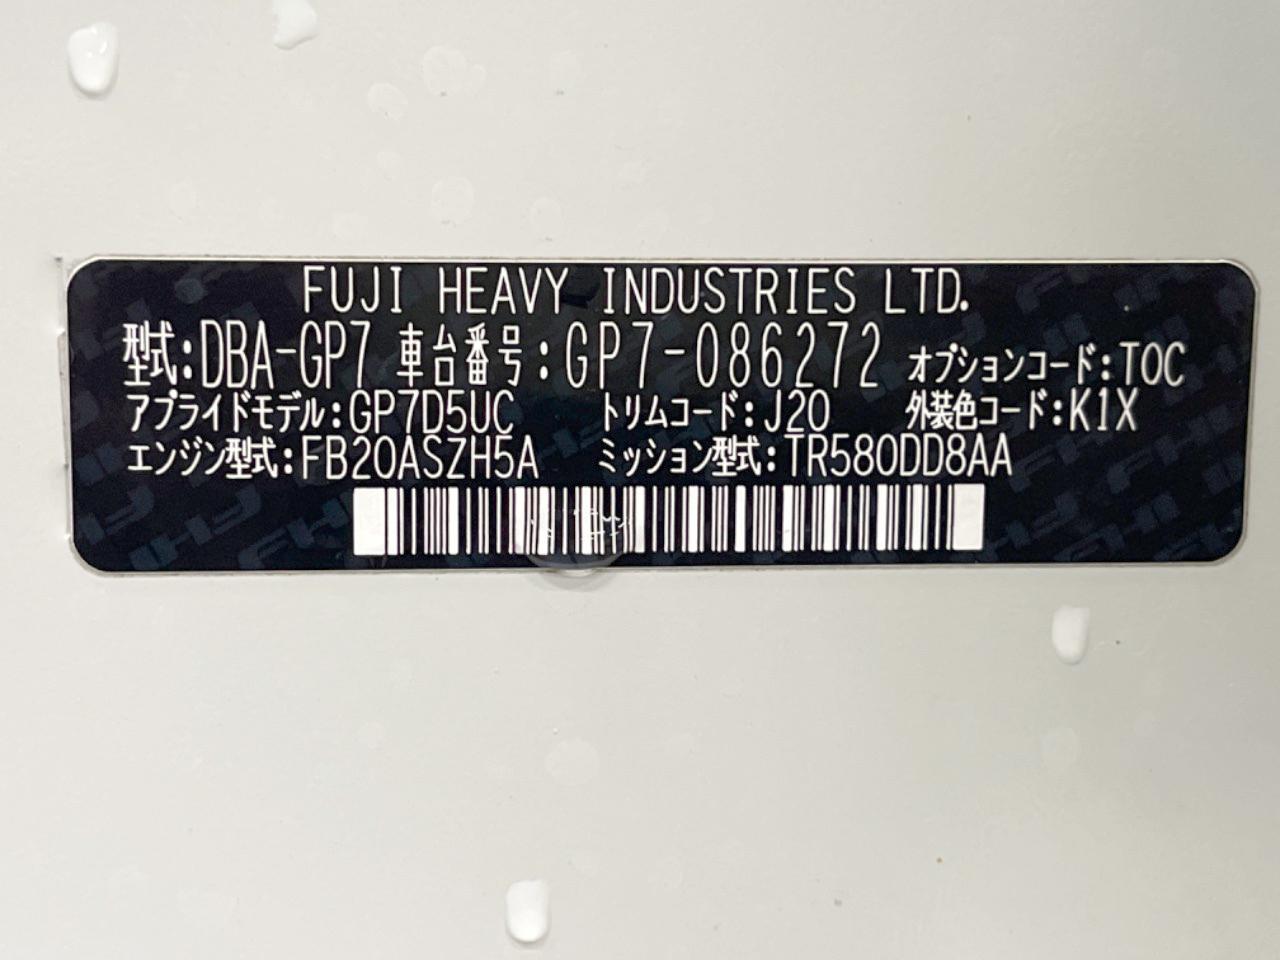 FUJI HEAVY INDUSTRIES LTD.
型式:DBA-GP7 車台番号:GP7-086272 オプションコード:TOC
アプライドモデル:GP7D5UC トリムコード:J20 外装色コード:K1X
エンジン型式:FB20ASZH5A ミッション型式:TR580DD8AA